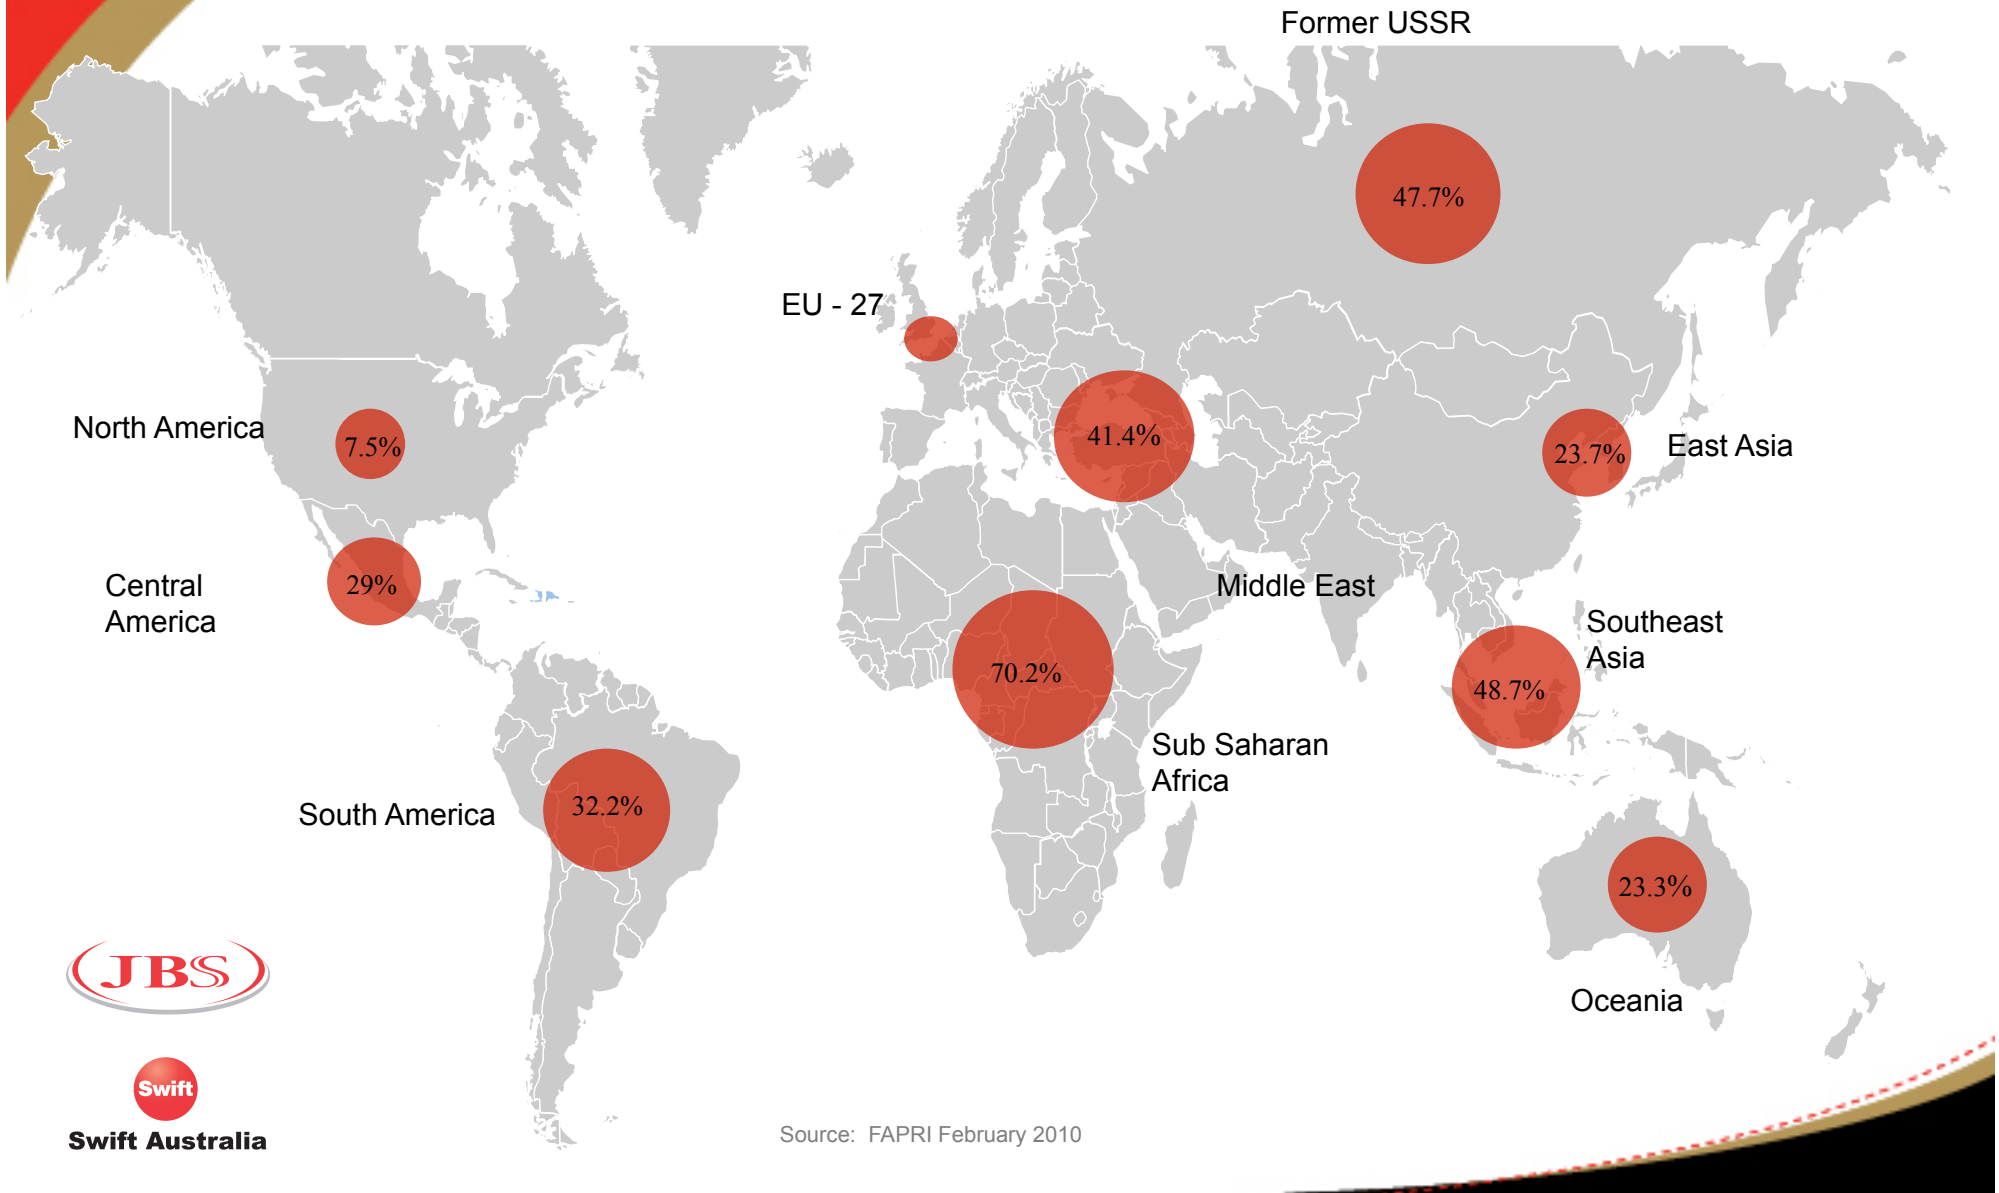 Former USSR
47.7%
EU - 27
North America
7.5%
41.4%
23.7%
East Asia
Central
America
29%
Middle East
Southeast
Asia
70.2%
48.7%
Sub Saharan
Africa
South America
32.2%
23.3%
JBS
Oceania
Swift
Swift Australia
Source: FAPRI February 2010